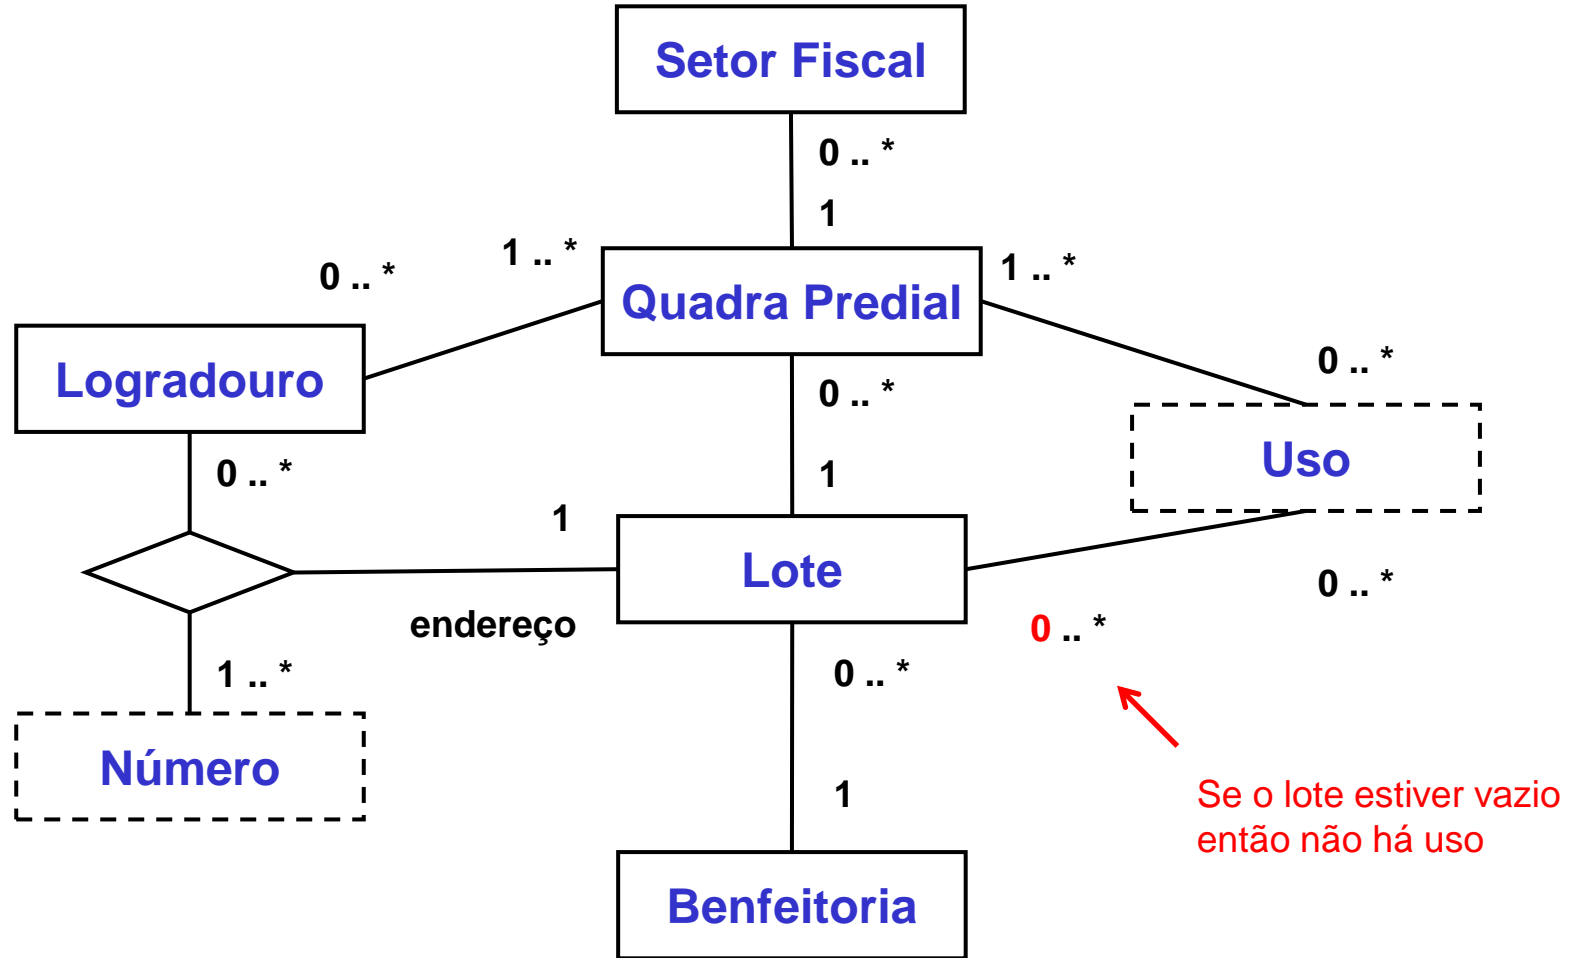 Setor Fiscal
0 .. *
1
1 .. *
0 .. *
Quadra Predial
1 .. *
0 .. *
Logradouro
0 .. *
0 .. *
1
Uso
1
Lote
endereço
0 .. *
0 .. *
1 .. *
0 .. *
Número
1
Se o lote estiver vazio
então não há uso
Benfeitoria